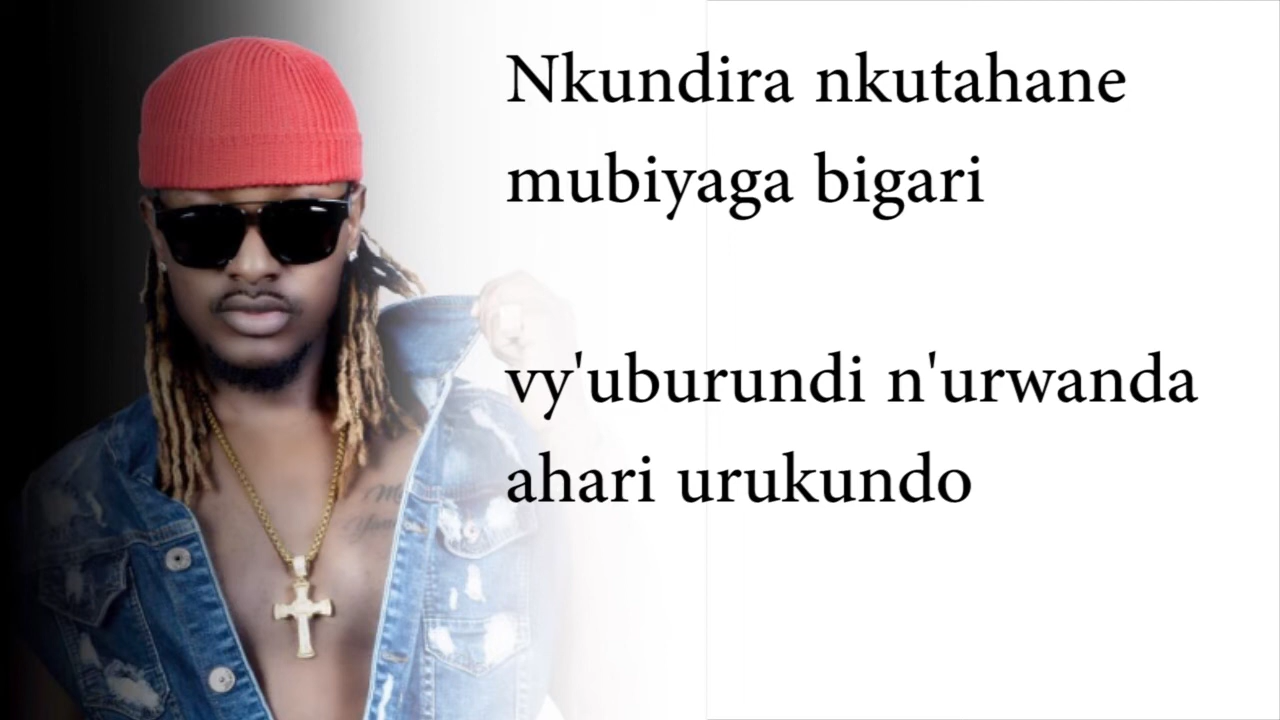 Nkundira nkutahane
mubiyaga bigari
vy'uburundi n'urwanda
ahari urukundo